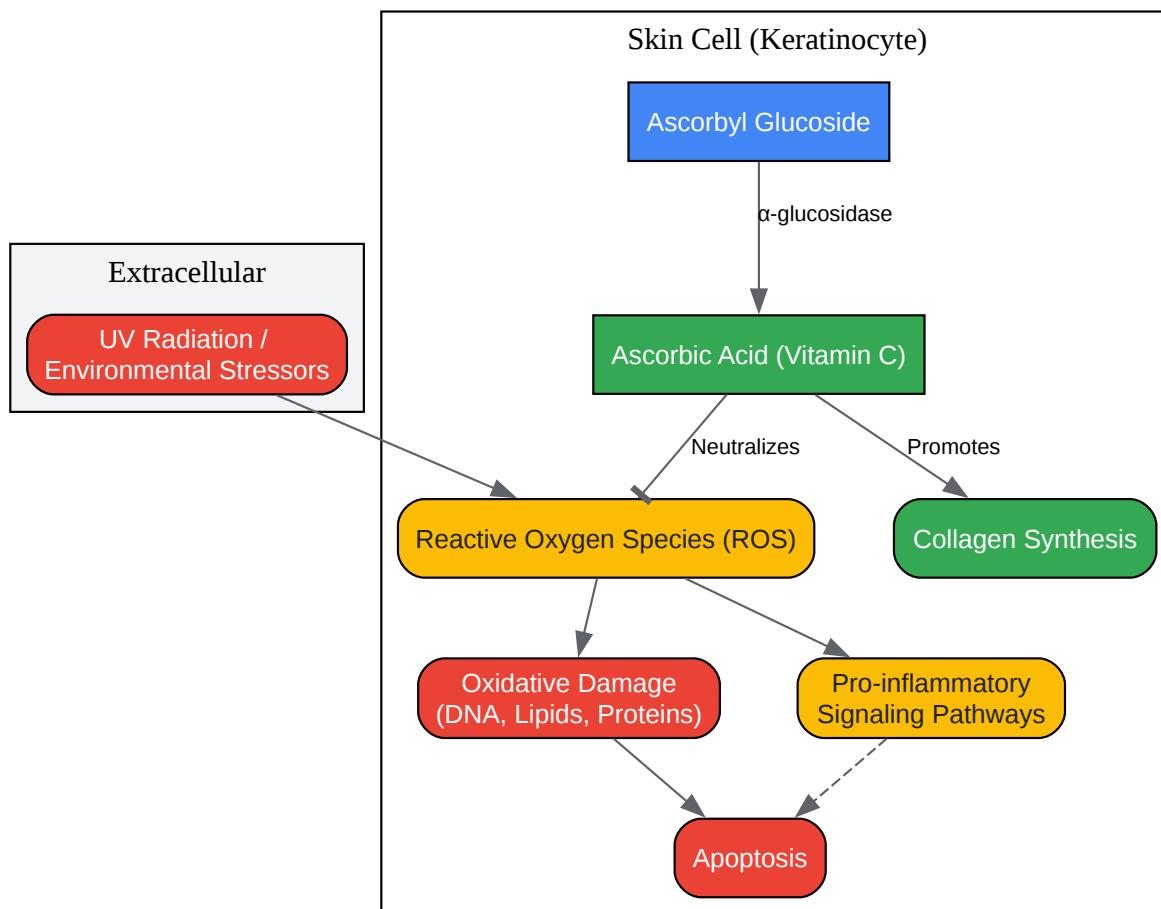 Skin Cell (Keratinocyte)
Ascorbyl Glucoside
α-glucosidase
Extracellular
UV Radiation /
Environmental Stressors
Ascorbic Acid (Vitamin C)
Neutralizes
Promotes
Reactive Oxygen Species (ROS)
Collagen Synthesis
Oxidative Damage
(DNA, Lipids, Proteins)
Pro-inflammatory
Signaling Pathways
Apoptosis